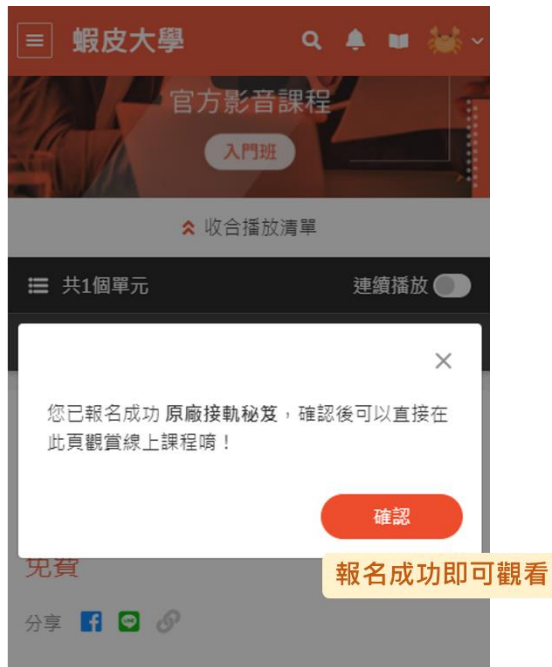 蝦皮大學
官方影音課程
入門班
收合播放清單
共1個單元
連續播放
您已報名成功 原廠接軌秘笈，確認後可以直接在
此頁觀賞線上課程唷！
確認
免費
報名成功即可觀看
分享